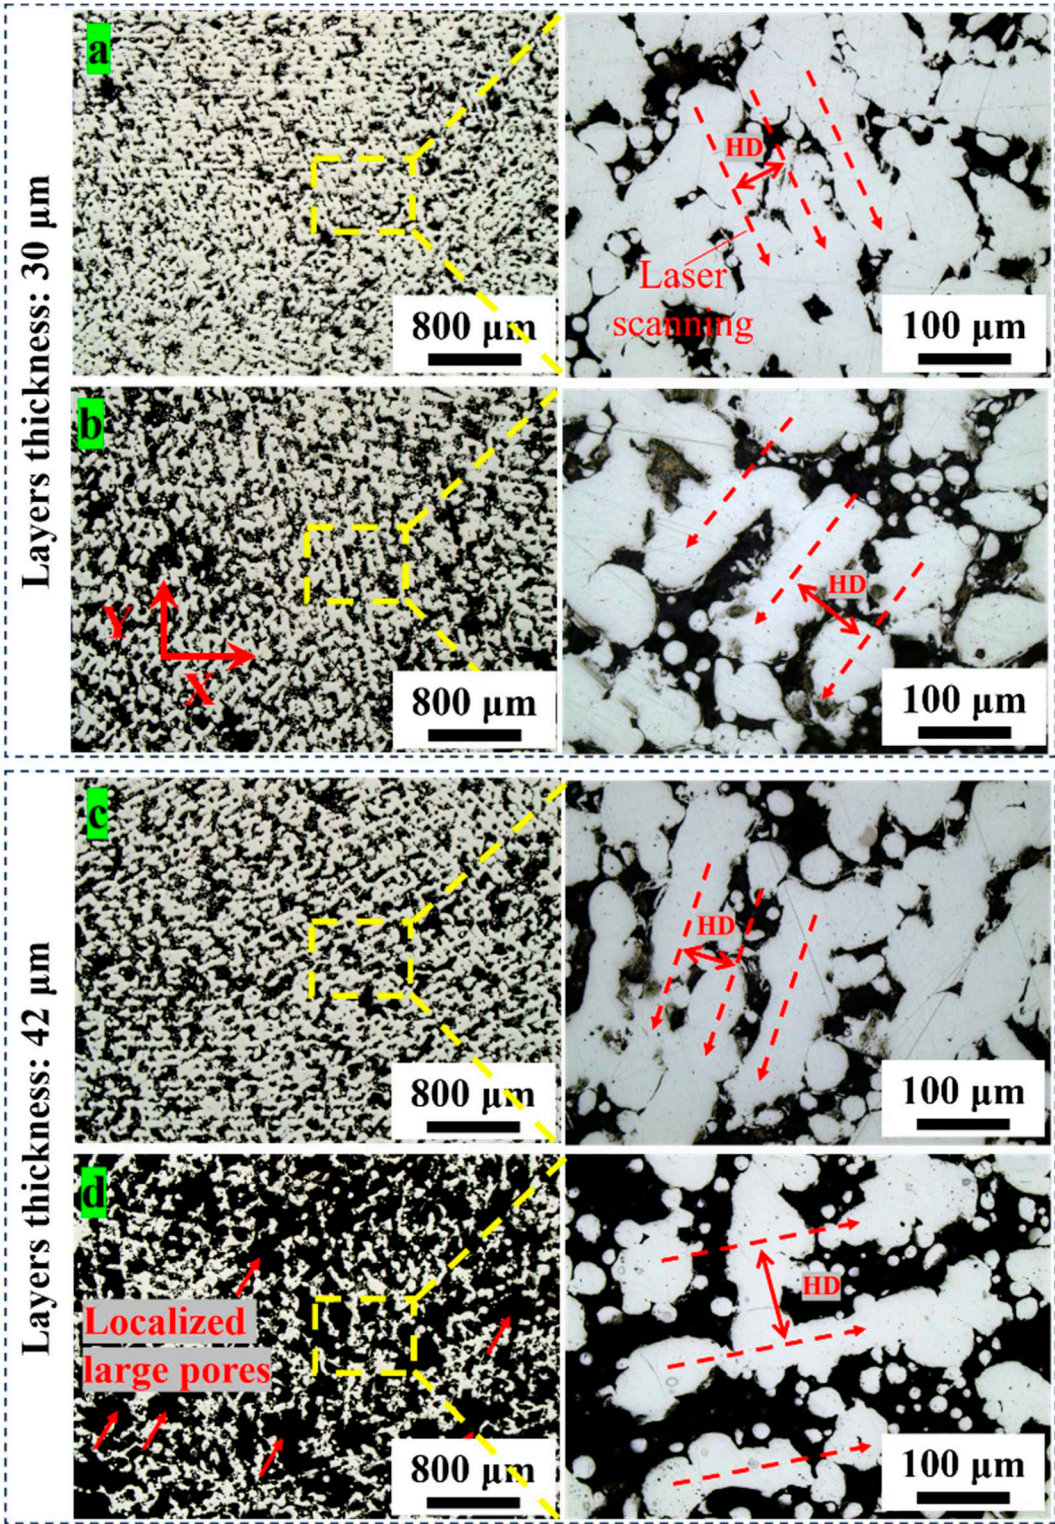 Layers thickness: 30 µm
a
800 µm
HD
Laser
scanning
100 µm
b
Y
X
800 µm
HD
100 µm
Layers thickness: 42 µm
c
800 µm
HD
100 µm
d
Localized
large pores
800 µm
HD
100 µm